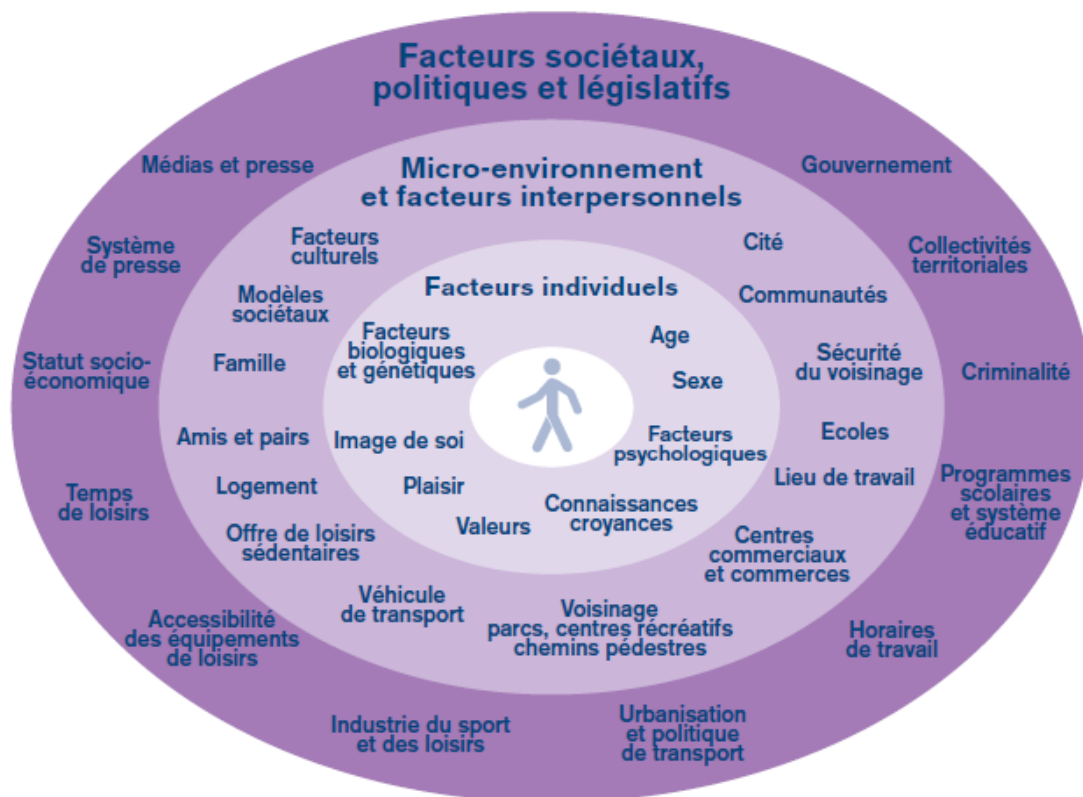 Facteurs sociétaux,
politiques et législatifs
Médias et presse
Gouvernement
Système
de presse
Collectivités
territoriales
Statut socio-
économique
Criminalité
Temps
de loisirs
Programmes
scolaires
et système
éducatif
Accessibilité
des équipements
de loisirs
Horaires
de travail
Industrie du sport
et des loisirs
Urbanisation
et politique
de transport
Micro-environnement
et facteurs interpersonnels
Facteurs
culturels
Cité
Modèles
sociétaux
Communautés
Famille
Sécurité
du voisinage
Amis et pairs
Ecoles
Logement
Lieu de travail
Offre de loisirs
sédentaires
Centres
commerciaux
et commerces
Véhicule
de transport
Voisinage
parcs, centres récréatifs
chemins pédestres
Facteurs individuels
Facteurs
biologiques
et génétiques
Age
Sexe
Image de soi
Facteurs
psychologiques
Plaisir
Connaissances
croyances
Valeurs